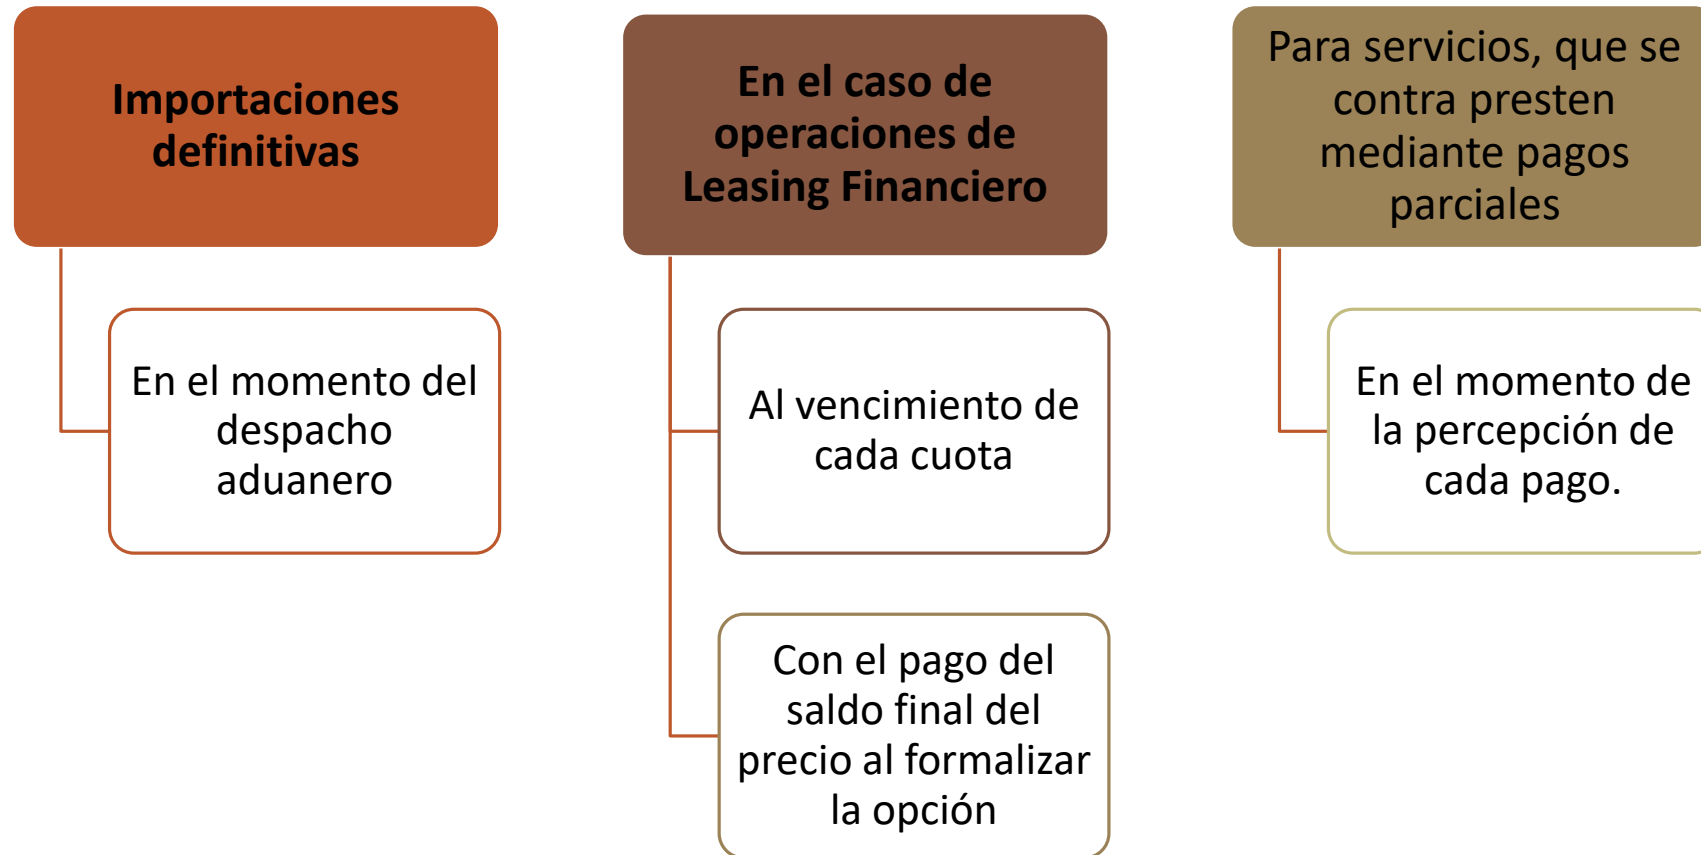 Importaciones
definitivas
En el momento del
despacho
aduanero
En el caso de
operaciones de
Leasing Financiero
Al vencimiento de
cada cuota
Con el pago del
saldo final del
precio al formalizar
la opción
Para servicios, que se
contra presten
mediante pagos
parciales
En el momento de
la percepción de
cada pago.